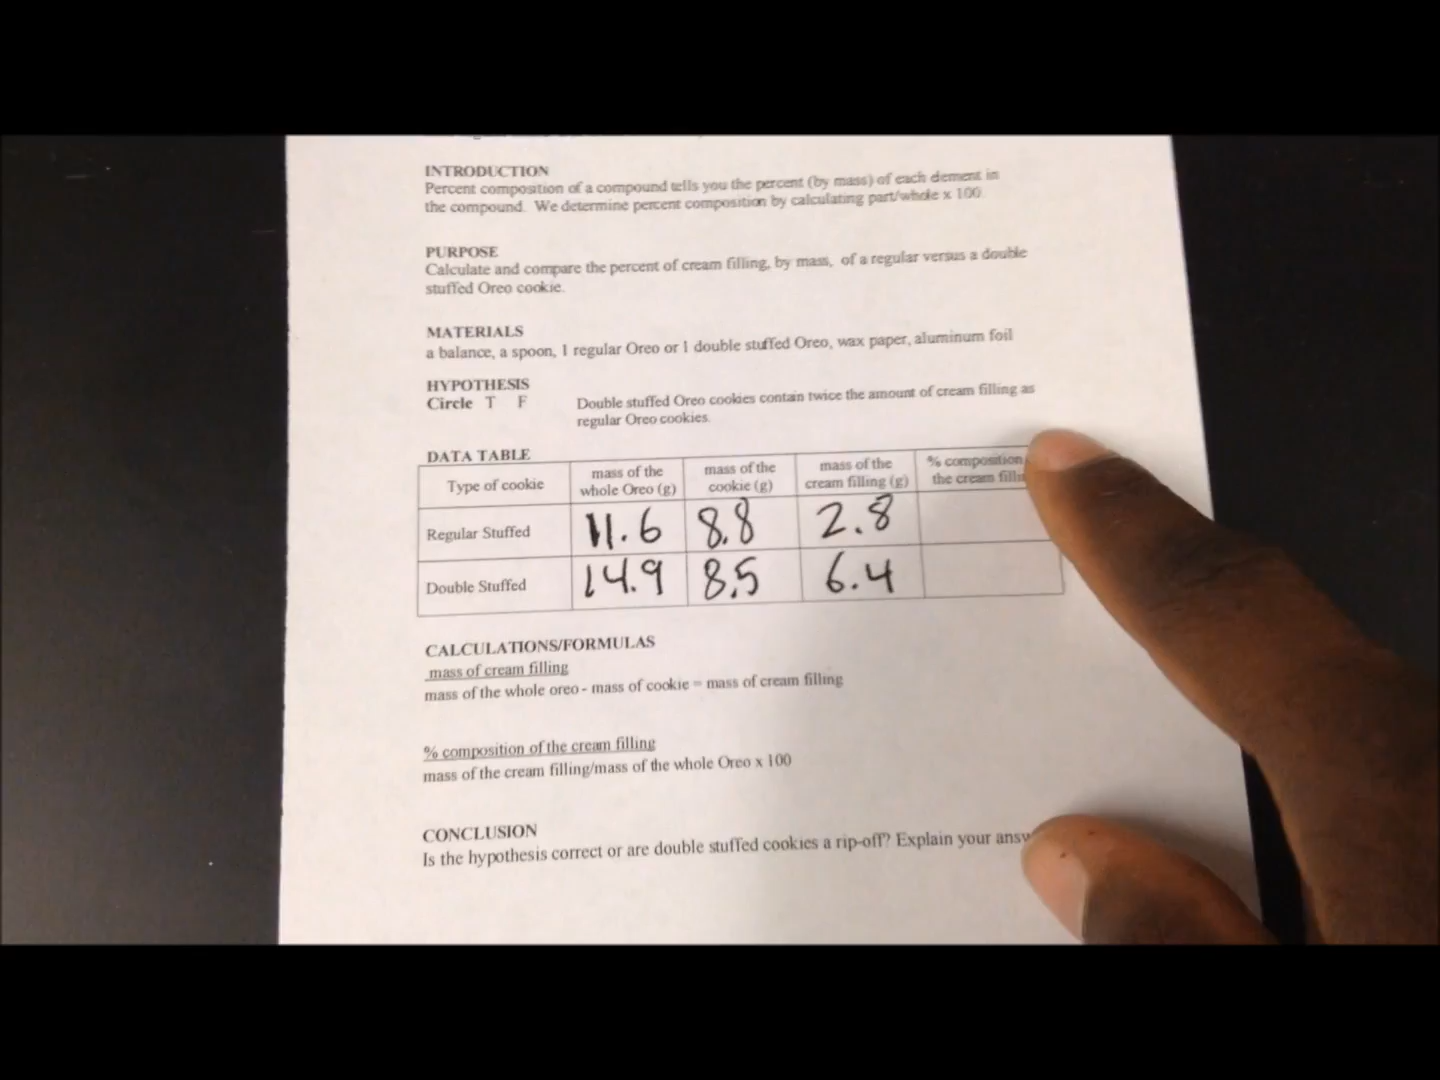 INTRODUCTION
Percent composition of a compound tells you the percent (by mass) of each element in
the compound. We determine percent composition by calculating part/whole x 100.
PURPOSE
Calculate and compare the percent of cream filling, by mass, of a regular versus a double
stuffed Oreo cookie.
MATERIALS
a balance, a spoon, 1 regular Oreo or 1 double stuffed Oreo, wax paper, aluminum foil
HYPOTHESIS
Circle T F Double stuffed Oreo cookies contain twice the amount of cream filling as
regular Oreo cookies.
DATA TABLE
Type of cookie
mass of the
whole Oreo (g)
mass of the
cookie (g)
mass of the
cream filling (g)
% composition
the cream
Regular Stuffed 11.6 8.8 2.8
Double Stuffed 14.9 8.5 6.4
CALCULATIONS/FORMULAS
mass of cream filling
mass of the whole oreo - mass of cookie = mass of cream filling
% composition of the cream filling
mass of the cream filling/mass of the whole Oreo x 100
CONCLUSION
Is the hypothesis correct or are double stuffed cookies a rip-off? Explain your